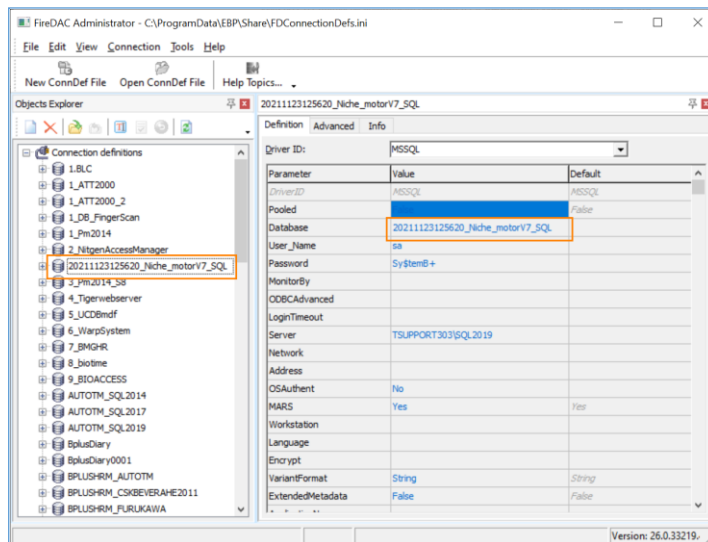 FireDAC Administrator - C:\ProgramData\EBP\Share\FDConnectionDefs.ini
File Edit View Connection Tools Help
New ConnDef File Open ConnDef File Help Topics...
Objects Explorer
20211123125620_Niche_motorV7_SQL
Definition Advanced Info
Driver ID: MSSQL
Connection definitions
1.BLC
1_ATT2000
1_ATT2000_2
1_DB_FingerScan
1_Pm2014
2_NitgenAccessManager
20211123125620_Niche_motorV7_SQL
3_Pm2014_S8
4_Tigerwebserver
5_UCDBmdf
6_WarpSystem
7_BMGHR
8_biotime
9_BIOACCESS
AUTOTM_SQL2014
AUTOTM_SQL2017
AUTOTM_SQL2019
BplusDiary
BplusDiary0001
BPLUSHRM_AUTOTM
BPLUSHRM_CSKBEVERAHE2011
BPLUSHRM_FURUKAWA
Parameter Value Default
DriverID MSSQL MSSQL
Pooled False
Database 20211123125620_Niche_motorV7_SQL
User_Name sa
Password Sy$temB+
MonitorBy
ODBCAdvanced
LoginTimeout
Server TSUPPORT303\SQL2019
Network
Address
OSAuthent No
MARS Yes Yes
Workstation
Language
Encrypt
VariantFormat String String
ExtendedMetadata False False
Version: 26.0.33219.